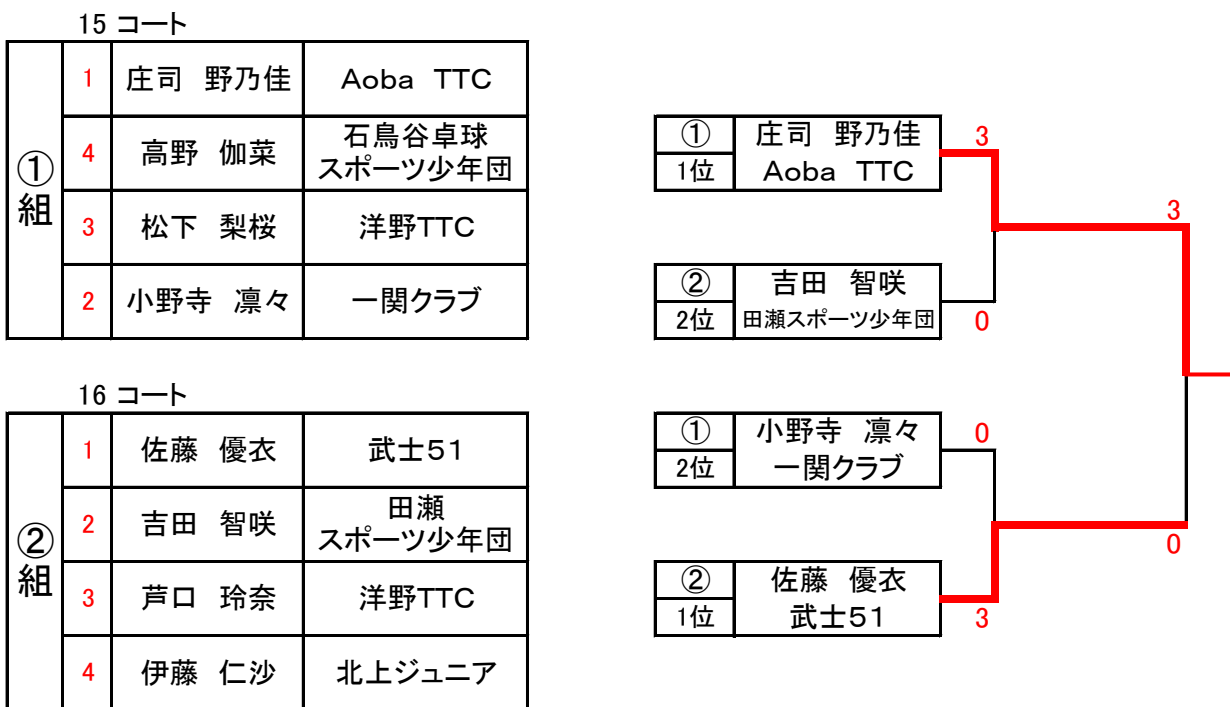 15 コート
①組
1 庄司 野乃佳 Aoba TTC
4 高野 伽菜 石鳥谷卓球
スポーツ少年団
3 松下 梨桜 洋野TTC
2 小野寺 凛々 一関クラブ
16 コート
②組
1 佐藤 優衣 武士51
2 吉田 智咲 田瀬
スポーツ少年団
3 芦口 玲奈 洋野TTC
4 伊藤 仁沙 北上ジュニア
① 庄司 野乃佳 3
1位 Aoba TTC
3
② 吉田 智咲
2位 田瀬スポーツ少年団 0
① 小野寺 凛々 0
2位 一関クラブ
0
② 佐藤 優衣
1位 武士51 3